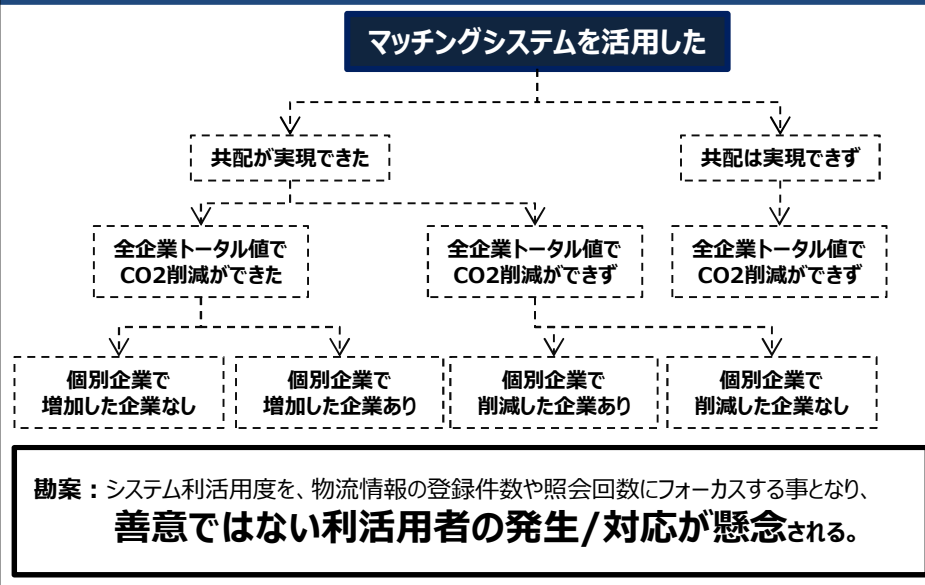 マッチングシステムを活用した
共配が実現できた
共配は実現できず
全企業トータル値で
CO2削減ができた
全企業トータル値で
CO2削減ができず
全企業トータル値で
CO2削減ができず
個別企業で
増加した企業なし
個別企業で
増加した企業あり
個別企業で
削減した企業あり
個別企業で
削減した企業なし
勘案：システム利活用度を、物流情報の登録件数や照会回数にフォーカスする事となり、
善意ではない利活用者の発生/対応が懸念される。